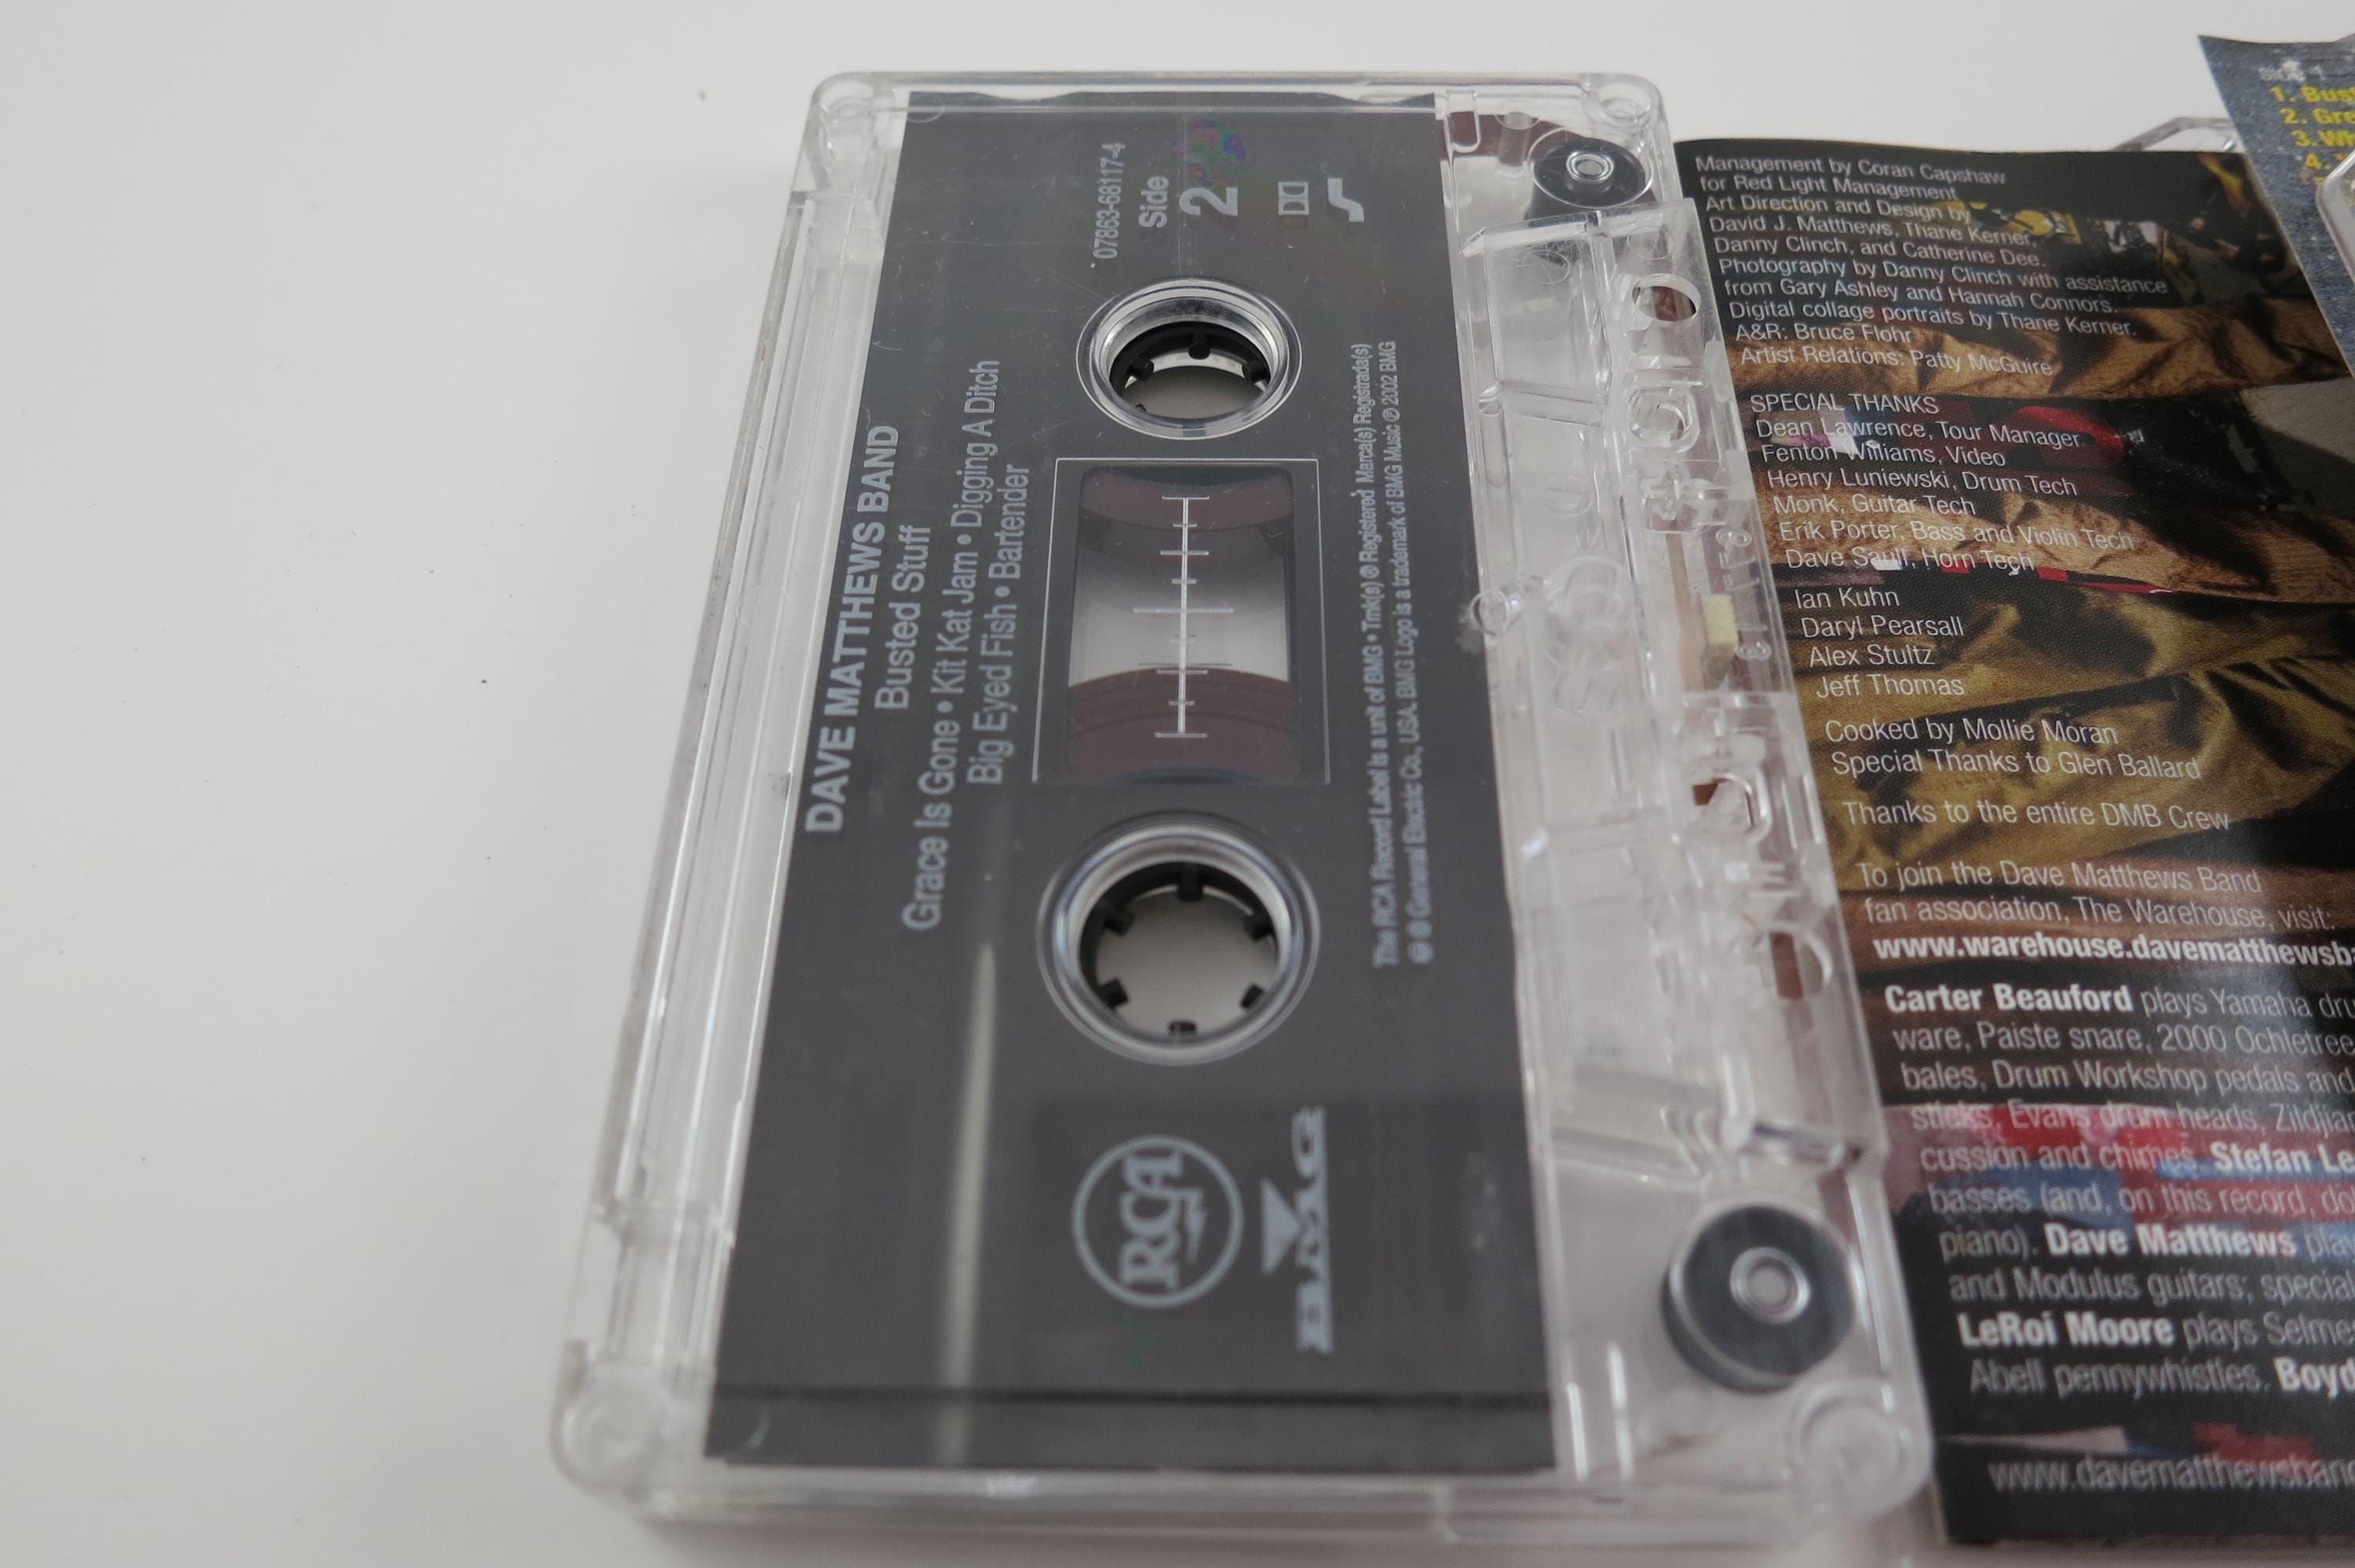 DAVE MATTHEWS BAND
Busted Stuff
Grace Is Gone • Kit Kat Jam • Digging A Ditch
Big Eyed Fish • Bartender
07863-68117-4
Side
2
RCA
BMG
The RCA Record Label is a unit of BMG • Tmk(s) ® Registered Marca(s) Registrada(s)
General Electric Co., USA. BMG Logo is a trademark of BMG Music ℗ 2002 BMG
Management by Coran Capshaw
for Red Light Management
Art Direction and Design by
David J. Matthews, Thane Kerner,
Danny Clinch, and Catherine Dee.
Photography by Danny Clinch with assistance
from Gary Ashley and Hannah Connors.
Digital collage portraits by Thane Kerner.
A&R: Bruce Flohr
Artist Relations: Patty McGuire
SPECIAL THANKS
Dean Lawrence, Tour Manager
Fenton Williams, Video
Henry Luniewski, Drum Tech
Monk, Guitar Tech
Erik Porter, Bass and Violin Tech
Dave Saull, Horn Tech
Ian Kuhn
Daryl Pearsall
Alex Stultz
Jeff Thomas
Cooked by Mollie Moran
Special Thanks to Glen Ballard
Thanks to the entire DMB Crew
To join the Dave Matthews Band
fan association, The Warehouse, visit:
www.warehouse.davematthewsba
Carter Beauford plays Yamaha dru
ware, Paiste snare, 2000 Ochletree
bales, Drum Workshop pedals and
sticks, Evans drum heads, Zildjian
cussion and chimes. Stefan Le
basses (and, on this record, do
piano). Dave Matthews pla
and Modulus guitars; special
LeRoi Moore plays Selme
Abell pennywhistles. Boyd
www.davematthewsband
Side 1
1. Bus
2. Gre
3. Wh
4.